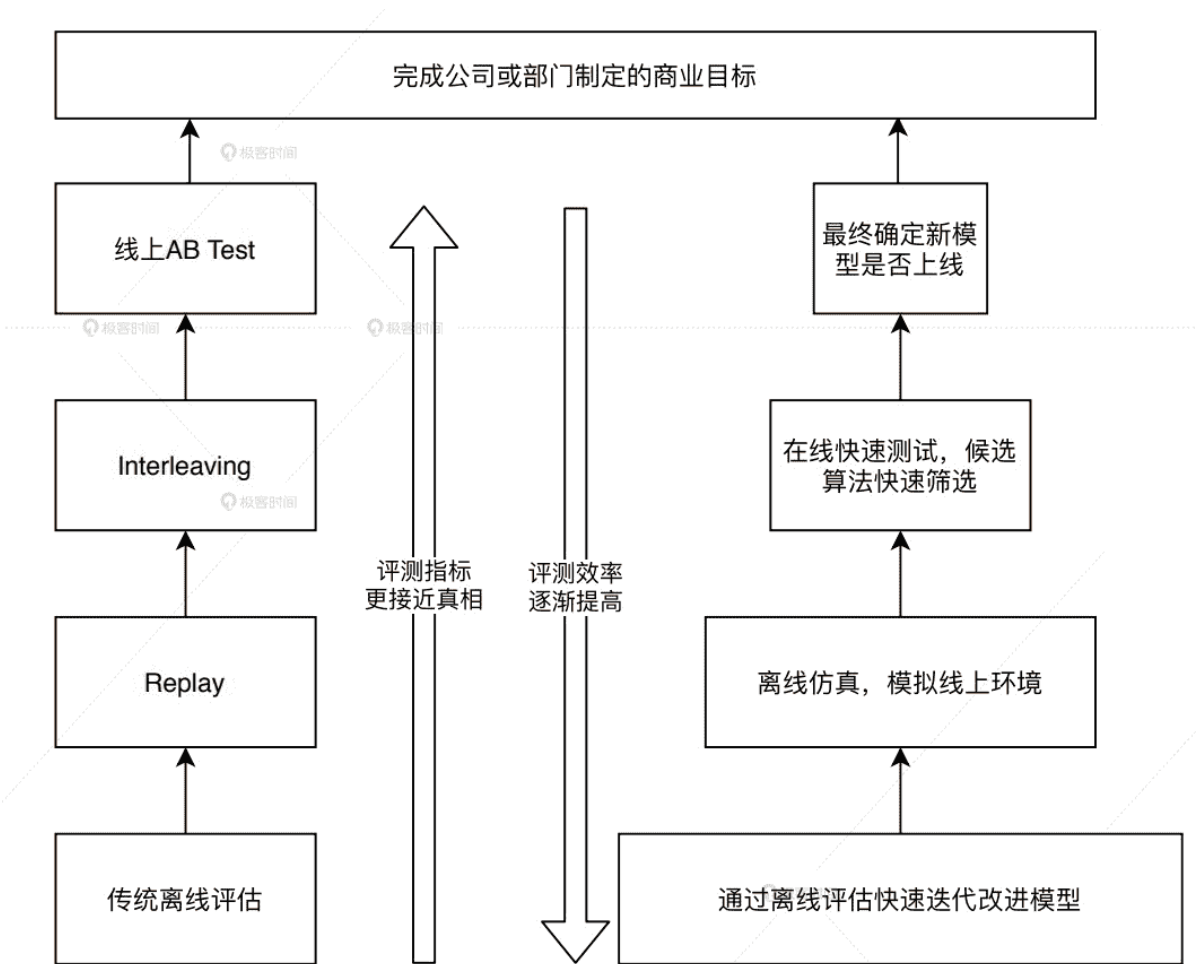 完成公司或部门制定的商业目标
极客时间
线上AB Test
最终确定新模
型是否上线
极客时间
极客时间
Interleaving
在线快速测试，候选
算法快速筛选
极客时间
评测指标
更接近真相
评测效率
逐渐提高
Replay
离线仿真，模拟线上环境
传统离线评估
通过离线评估快速迭代改进模型